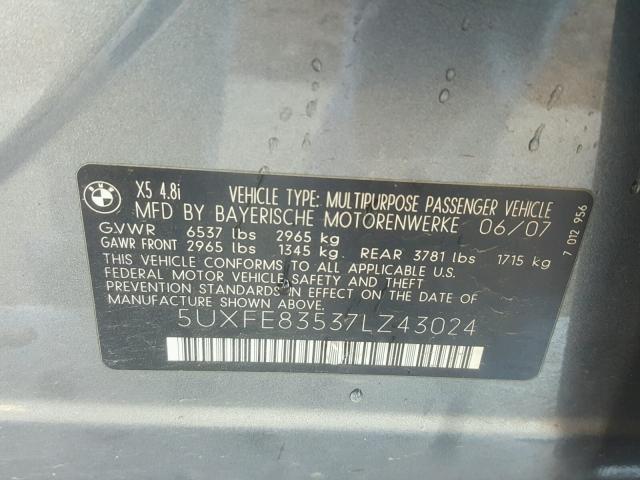 BMW X5 4.8i VEHICLE TYPE: MULTIPURPOSE PASSENGER VEHICLE
MFD BY BAYERISCHE MOTORENWERKE 06/07
GVWR 6537 lbs 2965 kg
GAWR FRONT 2965 lbs 1345 kg REAR 3781 lbs 1715 kg
THIS VEHICLE CONFORMS TO ALL APPLICABLE U.S.
FEDERAL MOTOR VEHICLE SAFETY AND THEFT
PREVENTION STANDARDS IN EFFECT ON THE DATE OF
MANUFACTURE SHOWN ABOVE.
5UXFE83537LZ43024
7 012 956